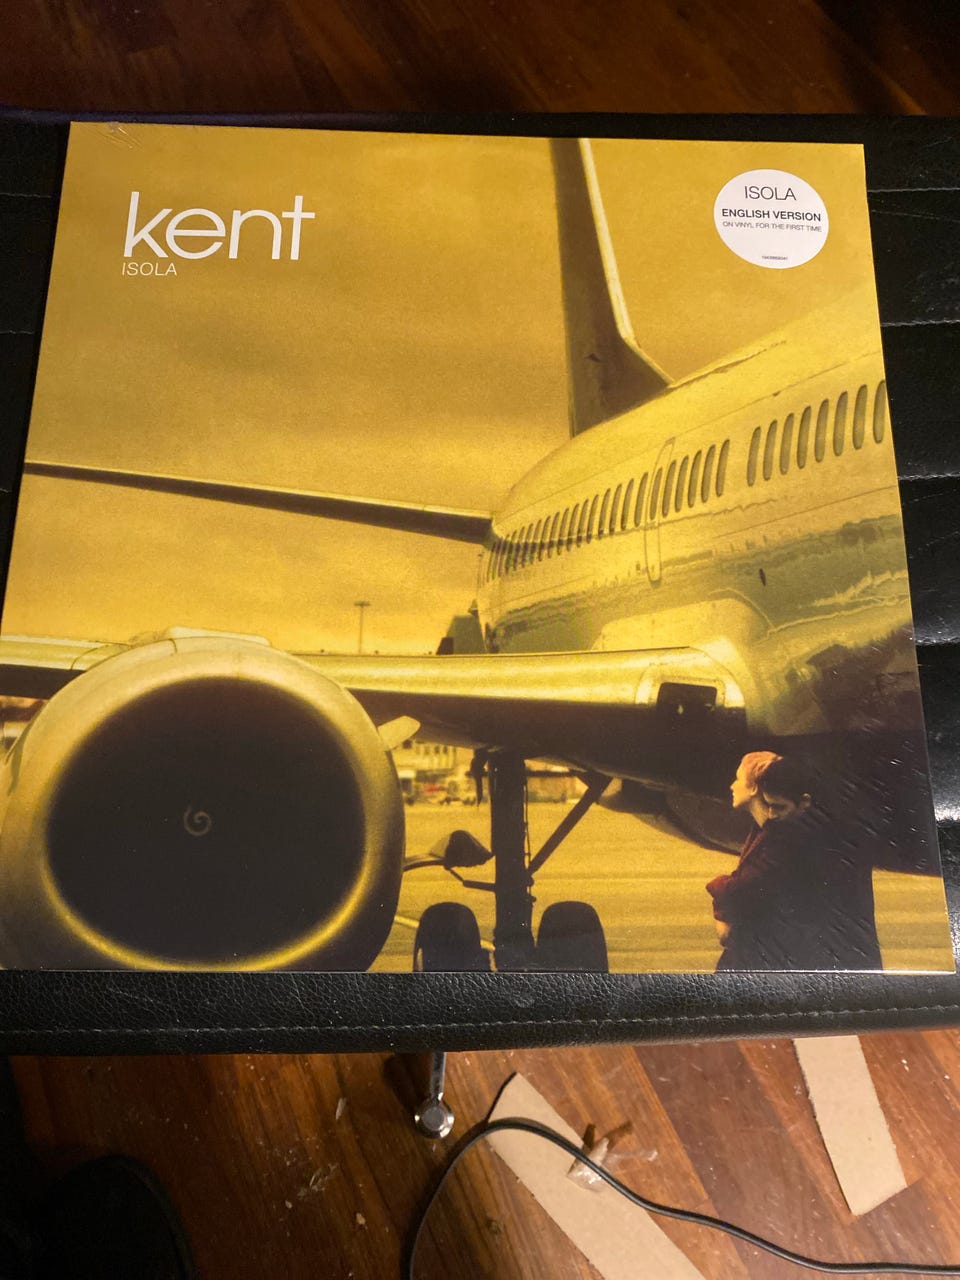 kent
ISOLA
ISOLA
ENGLISH VERSION
ON VINYL FOR THE FIRST TIME